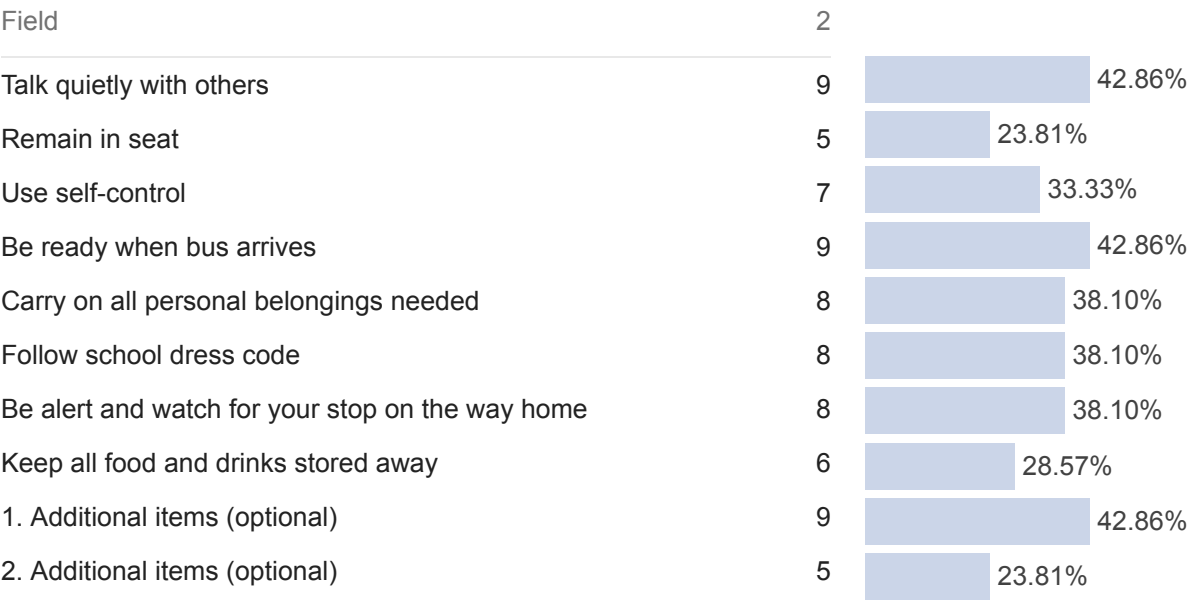 Field 2
Talk quietly with others 9 42.86%
Remain in seat 5 23.81%
Use self-control 7 33.33%
Be ready when bus arrives 9 42.86%
Carry on all personal belongings needed 8 38.10%
Follow school dress code 8 38.10%
Be alert and watch for your stop on the way home 8 38.10%
Keep all food and drinks stored away 6 28.57%
1. Additional items (optional) 9 42.86%
2. Additional items (optional) 5 23.81%